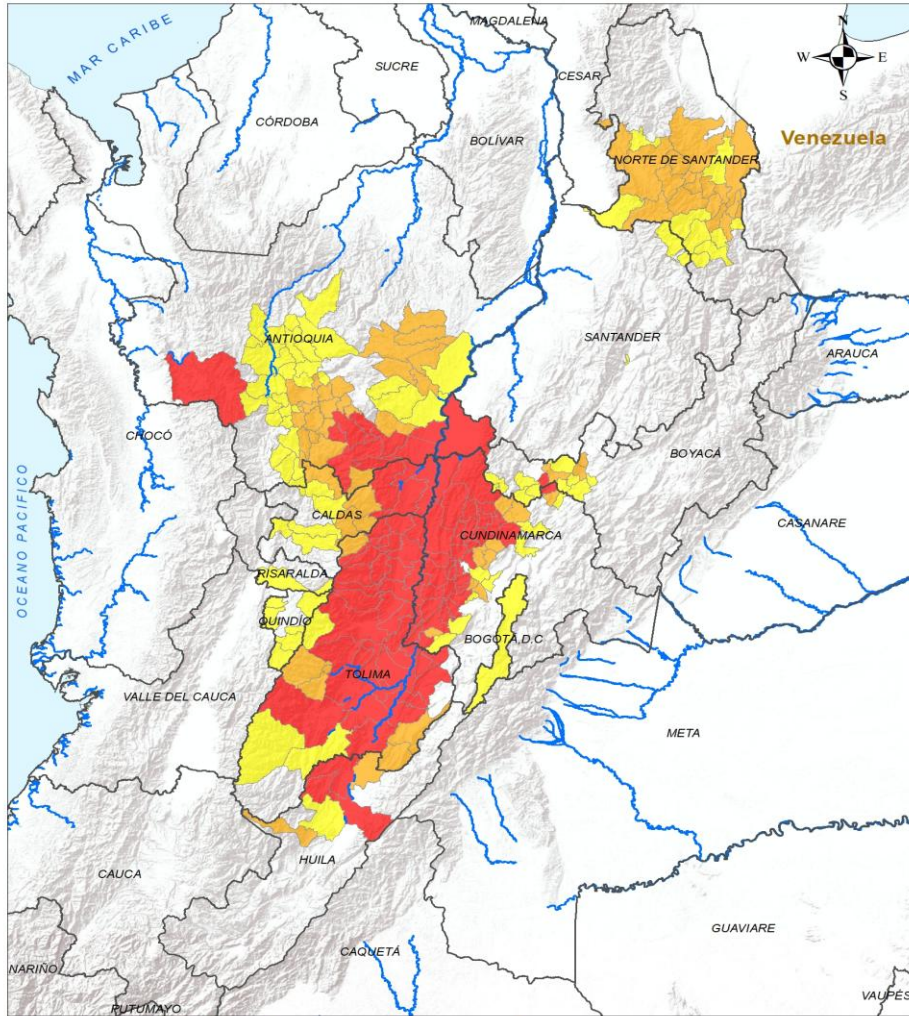 MAGDALENA
N
W E
S
MAR CARIBE
SUCRE
CESAR
CÓRDOBA
BOLÍVAR
Venezuela
NORTE DE SANTANDER
ANTIOQUIA
SANTANDER
ARAUCA
CHOCÓ
BOYACÁ
OCEANO PACIFICO
CALDAS
CUNDINAMARCA
CASANARE
RISARALDA
QUINDÍO
BOGOTÁ, D.C
TOLIMA
VALLE DEL CAUCA
META
HUILA
CAUCA
GUAVIARE
CAQUETÁ
NARIÑO
VAUPÉS
PUTUMAYO